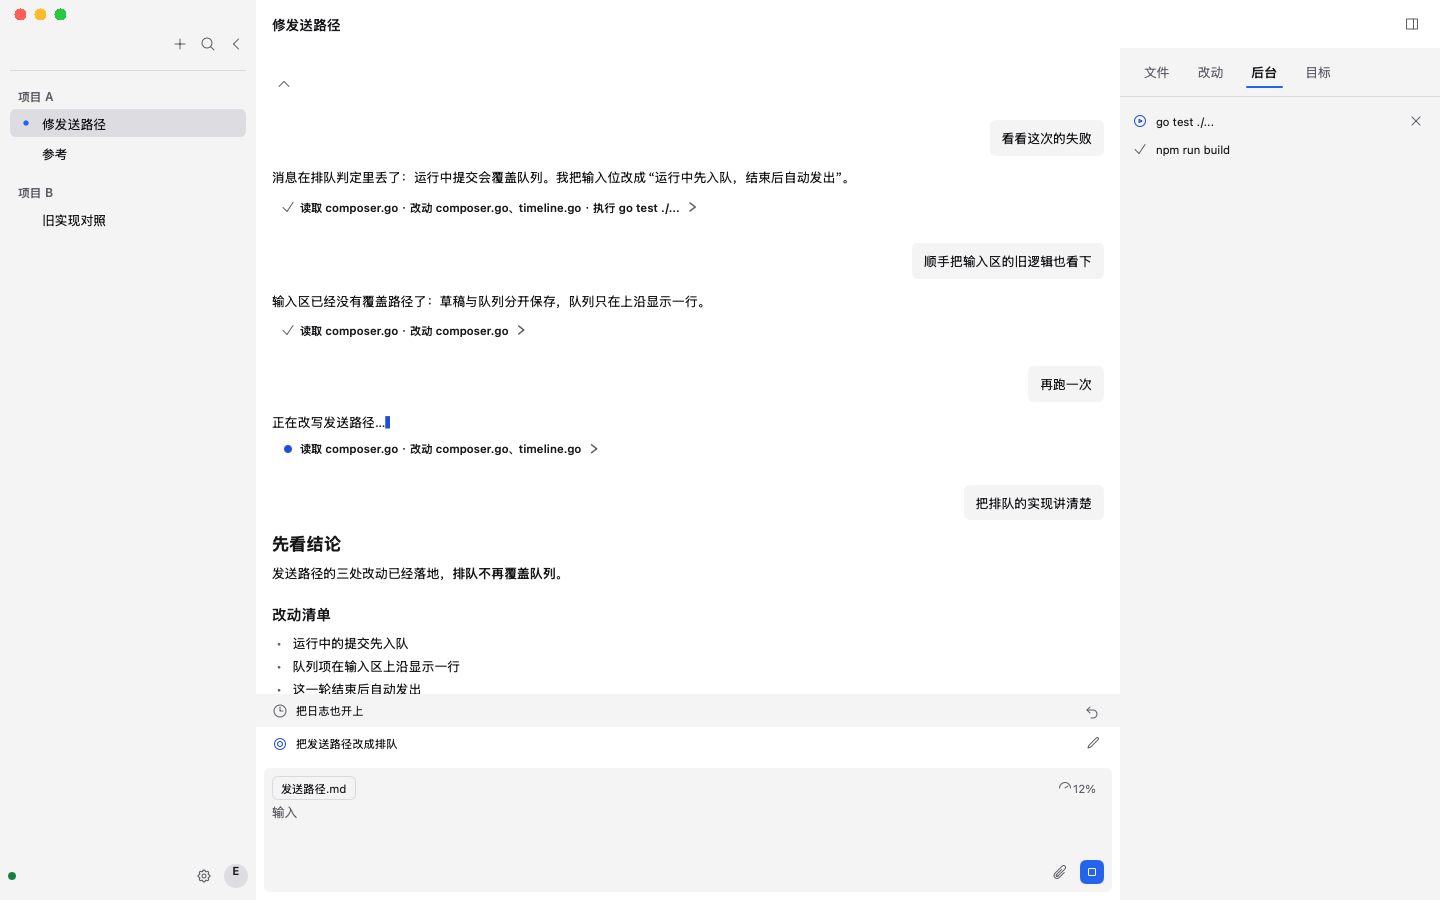 修发送路径
项目 A
修发送路径
参考
项目 B
旧实现对照
E
看看这次的失败
消息在排队判定里丢了：运行中提交会覆盖队列。我把输入位改成“运行中先入队，结束后自动发出”。
读取 composer.go · 改动 composer.go、timeline.go · 执行 go test ./...
顺手把输入区的旧逻辑也看下
输入区已经没有覆盖路径了：草稿与队列分开保存，队列只在上沿显示一行。
读取 composer.go · 改动 composer.go
再跑一次
正在改写发送路径...
读取 composer.go · 改动 composer.go、timeline.go
把排队的实现讲清楚
先看结论
发送路径的三处改动已经落地，排队不再覆盖队列。
改动清单
• 运行中的提交先入队
• 队列项在输入区上沿显示一行
• 这一轮结束后自动发出
把日志也开上
把发送路径改成排队
发送路径.md
12%
输入
文件 改动 后台 目标
go test ./...
npm run build